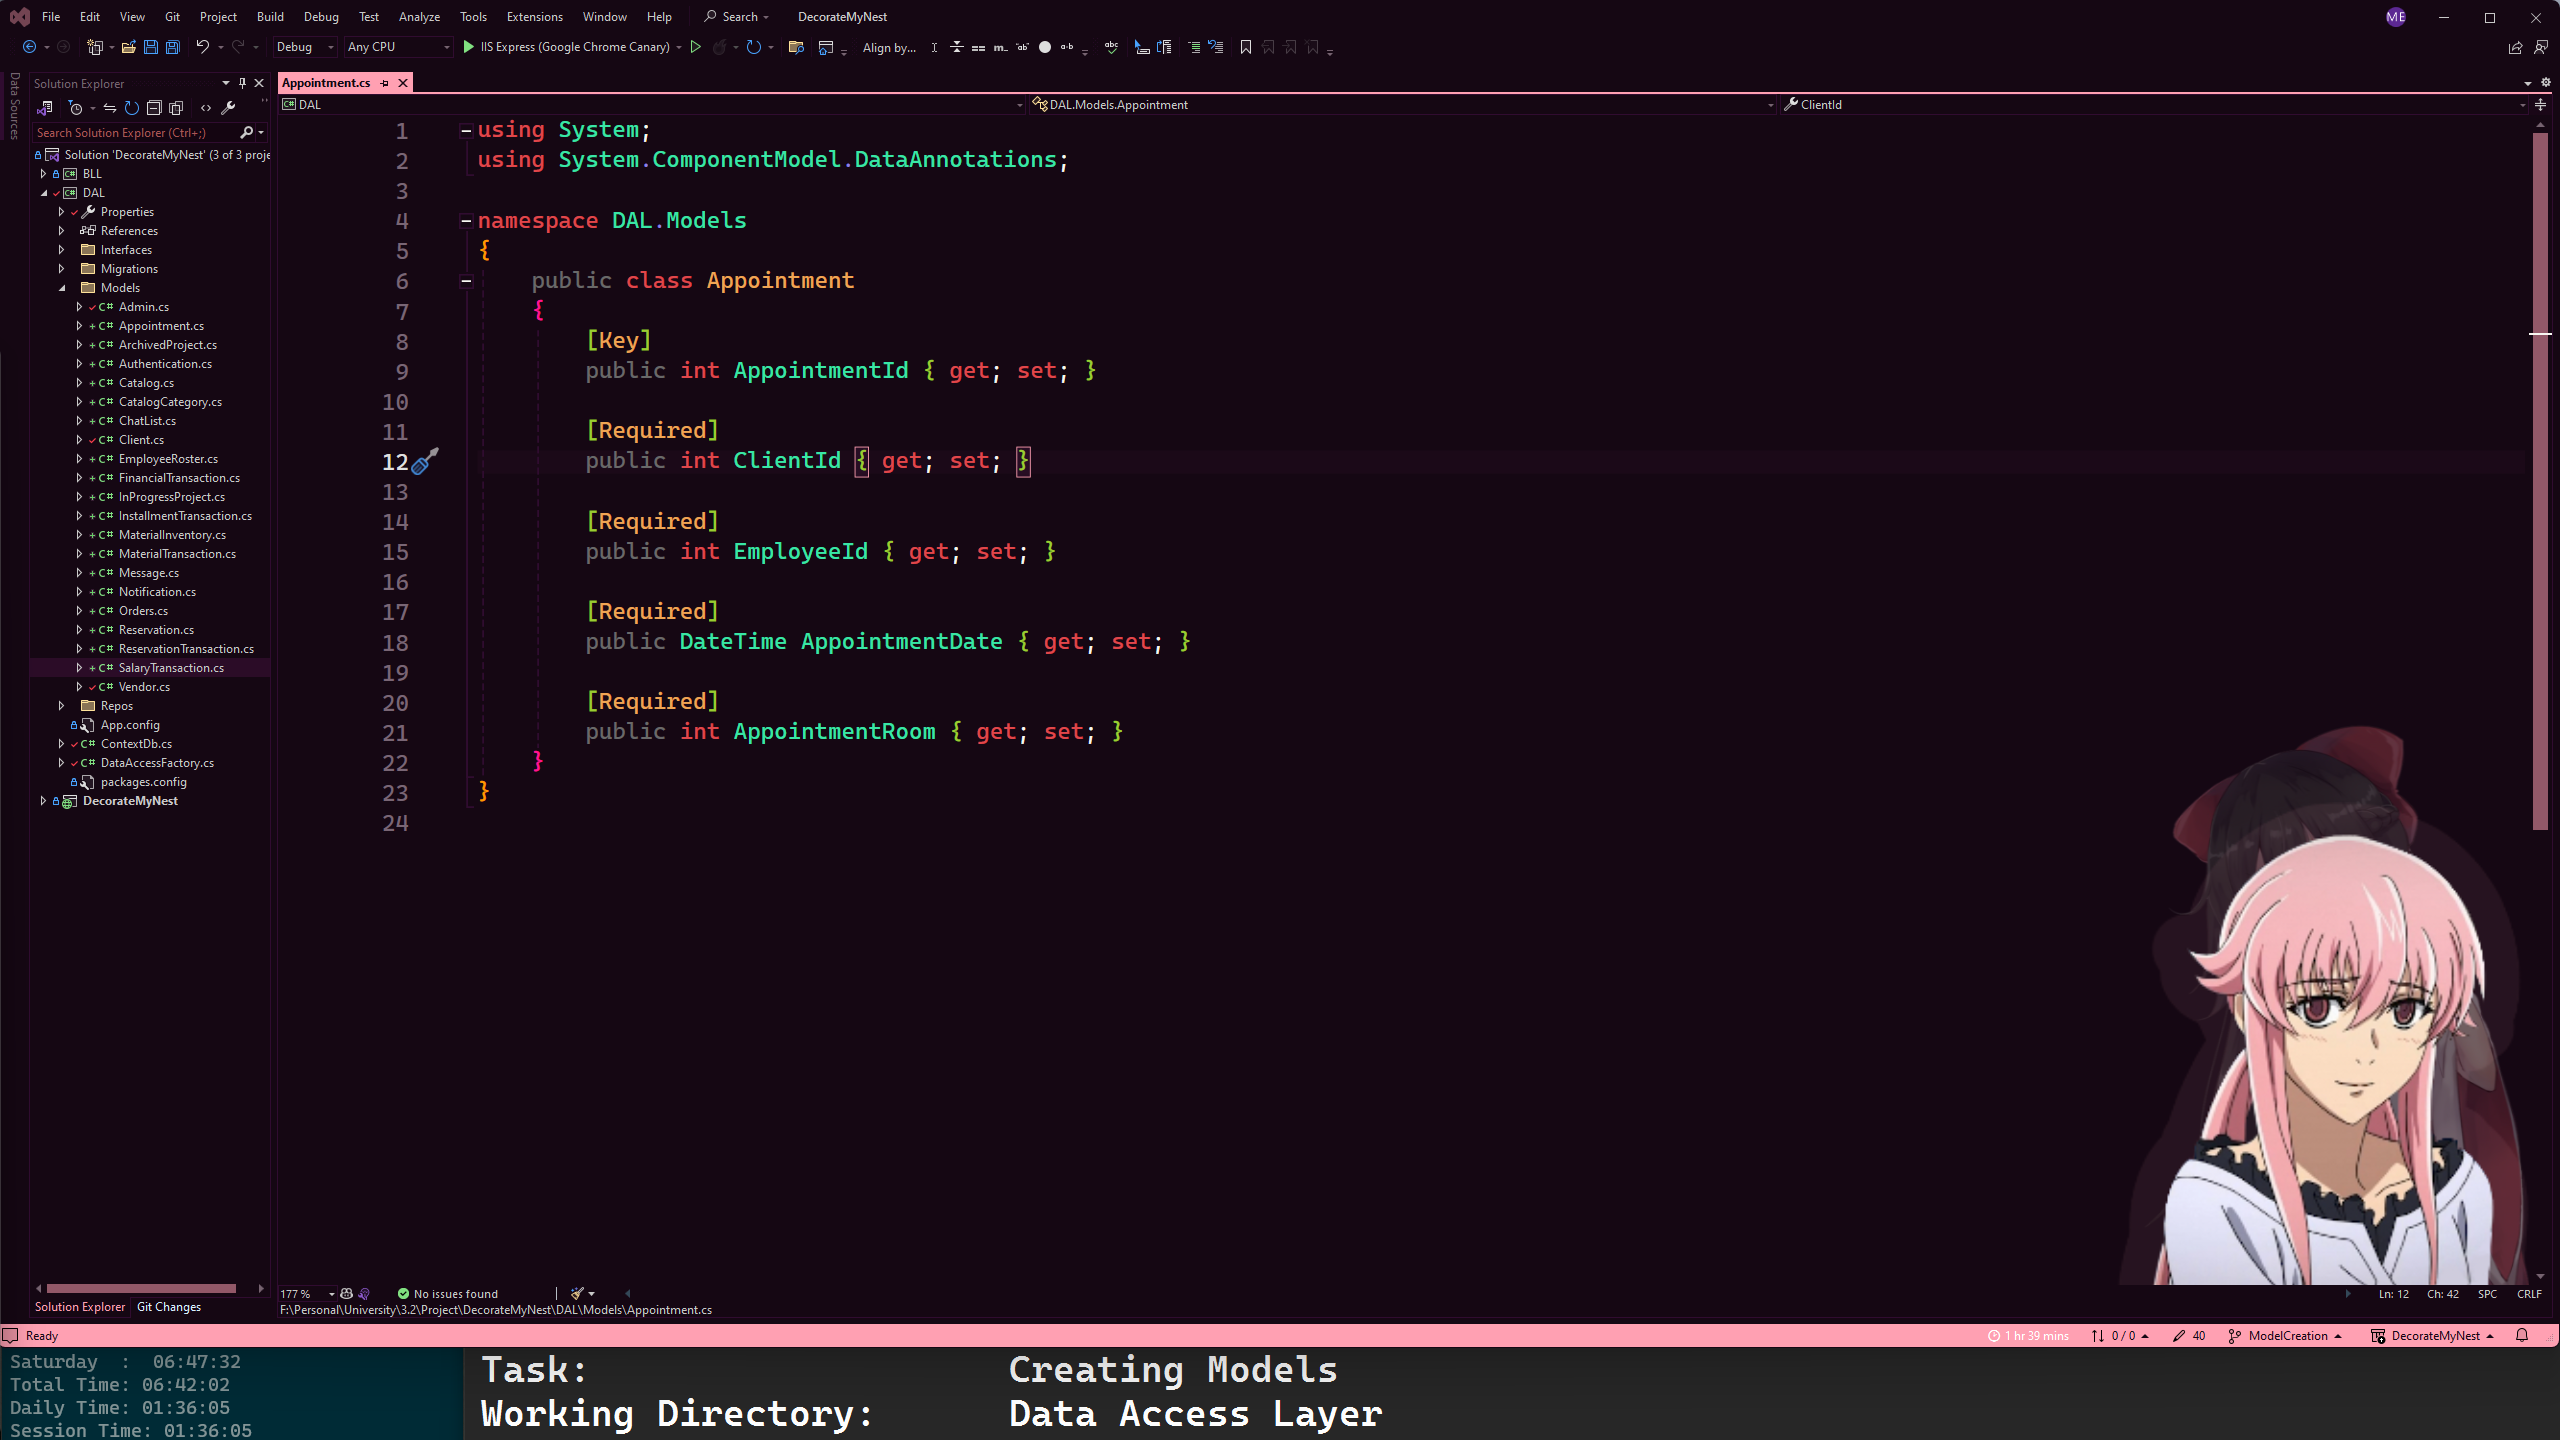 File Edit View Git Project Build Debug Test Analyze Tools Extensions Window Help Search DecorateMyNest ME
Debug Any CPU IIS Express (Google Chrome Canary) Align by...
Data Sources
Solution Explorer
Search Solution Explorer (Ctrl+;)
Solution 'DecorateMyNest' (3 of 3 proje
BLL
DAL
Properties
References
Interfaces
Migrations
Models
C# Admin.cs
C# Appointment.cs
C# ArchivedProject.cs
C# Authentication.cs
C# Catalog.cs
C# CatalogCategory.cs
C# ChatList.cs
C# Client.cs
C# EmployeeRoster.cs
C# FinancialTransaction.cs
C# InProgressProject.cs
C# InstallmentTransaction.cs
C# MaterialInventory.cs
C# MaterialTransaction.cs
C# Message.cs
C# Notification.cs
C# Orders.cs
C# Reservation.cs
C# ReservationTransaction.cs
C# SalaryTransaction.cs
C# Vendor.cs
Repos
App.config
C# ContextDb.cs
C# DataAccessFactory.cs
packages.config
DecorateMyNest
Solution Explorer Git Changes
Appointment.cs
DAL DAL.Models.Appointment ClientId
1 using System;
2 using System.ComponentModel.DataAnnotations;
3
4 namespace DAL.Models
5 {
6 public class Appointment
7 {
8 [Key]
9 public int AppointmentId { get; set; }
10
11 [Required]
12 public int ClientId { get; set; }
13
14 [Required]
15 public int EmployeeId { get; set; }
16
17 [Required]
18 public DateTime AppointmentDate { get; set; }
19
20 [Required]
21 public int AppointmentRoom { get; set; }
22 }
23 }
24
177 % No issues found Ln: 12 Ch: 42 SPC CRLF
F:\Personal\University\3.2\Project\DecorateMyNest\DAL\Models\Appointment.cs
Ready 1 hr 39 mins 0 / 0 40 ModelCreation DecorateMyNest
Saturday : 06:47:32
Total Time: 06:42:02
Daily Time: 01:36:05
Session Time: 01:36:05
Task: Creating Models
Working Directory: Data Access Layer